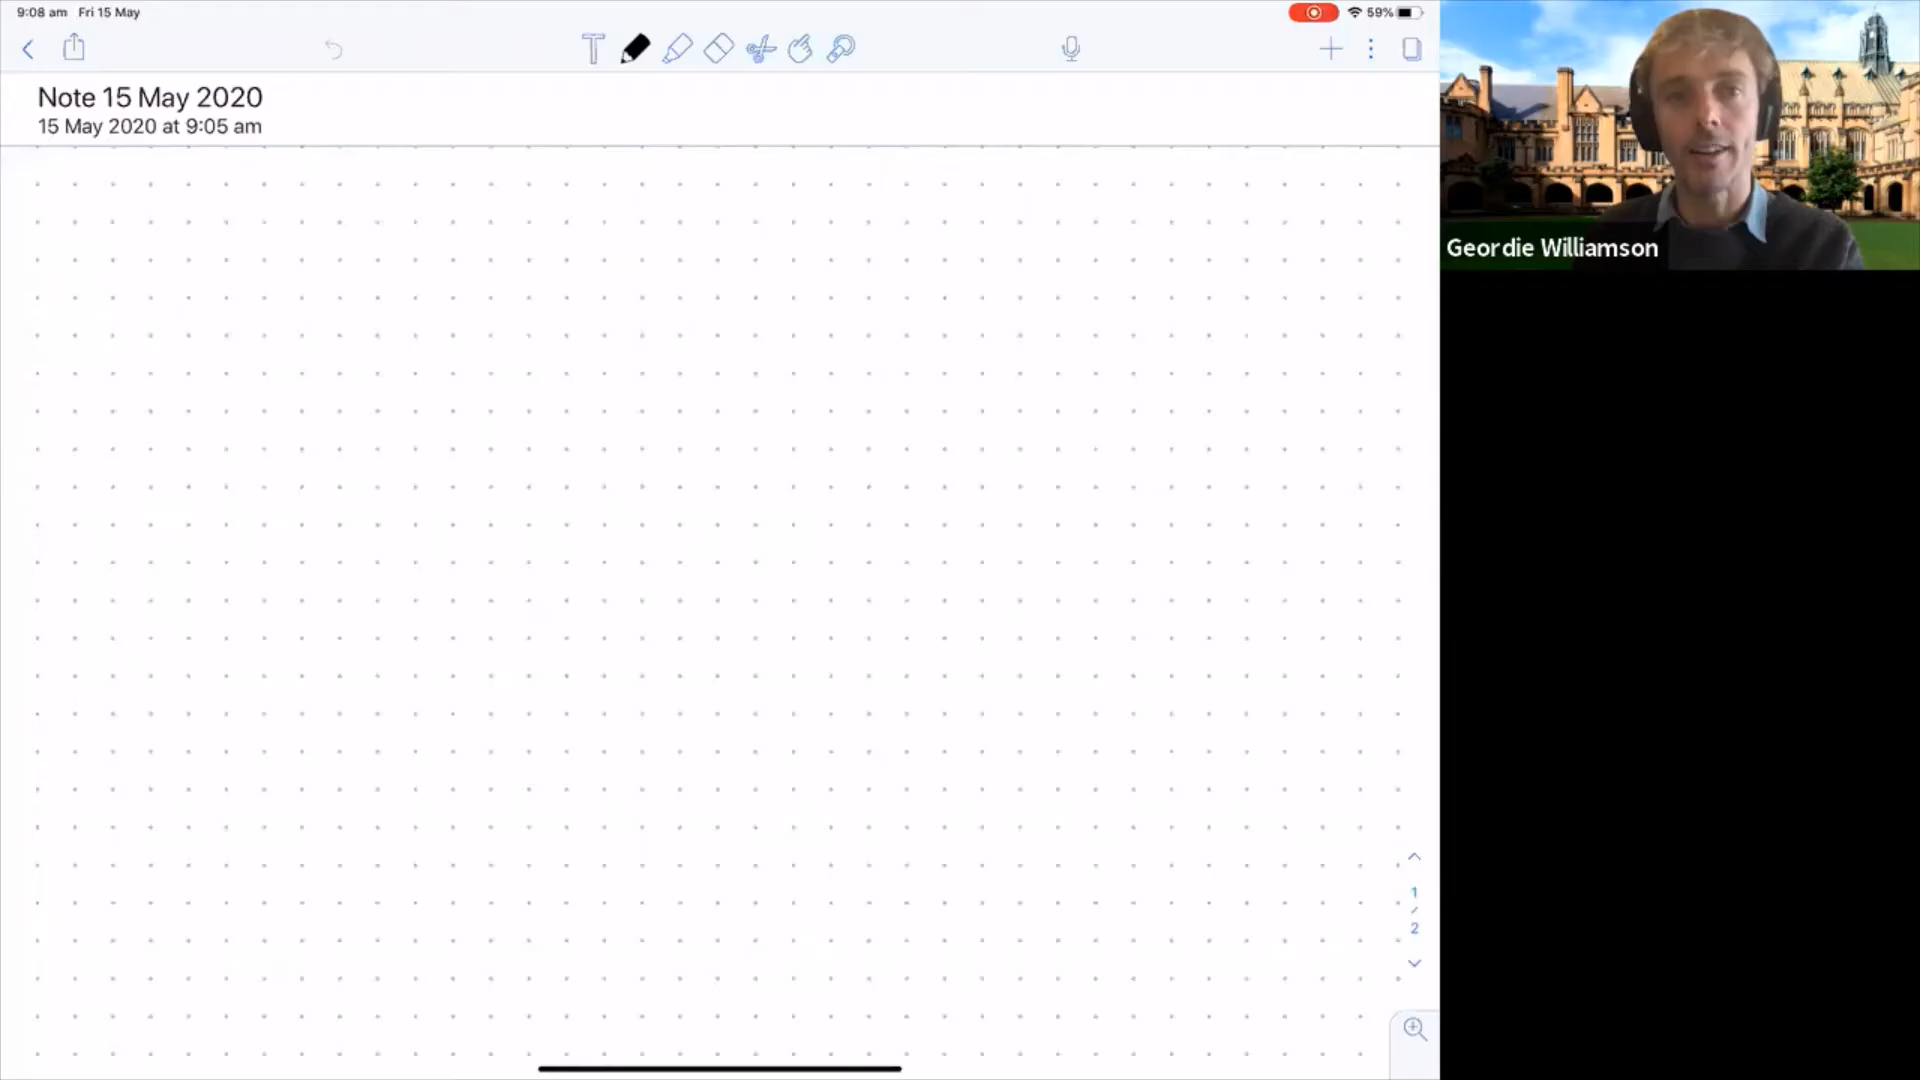 9:08 am Fri 15 May
59%
Note 15 May 2020
15 May 2020 at 9:05 am
Geordie Williamson
1
/
2